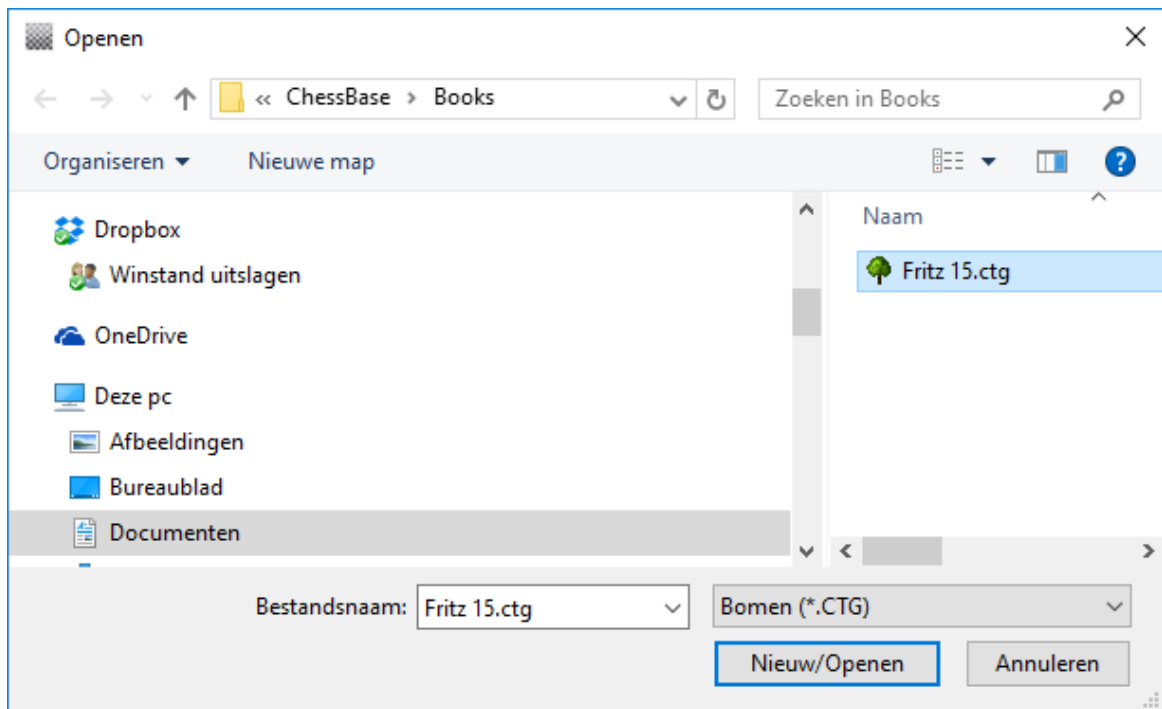 Openen
« ChessBase > Books
Zoeken in Books
Organiseren
Nieuwe map
?
Dropbox
Winstand uitslagen
OneDrive
Deze pc
Afbeeldingen
Bureaublad
Documenten
Naam
Fritz 15.ctg
Bestandsnaam: Fritz 15.ctg
Bomen (*.CTG)
Nieuw/Openen
Annuleren